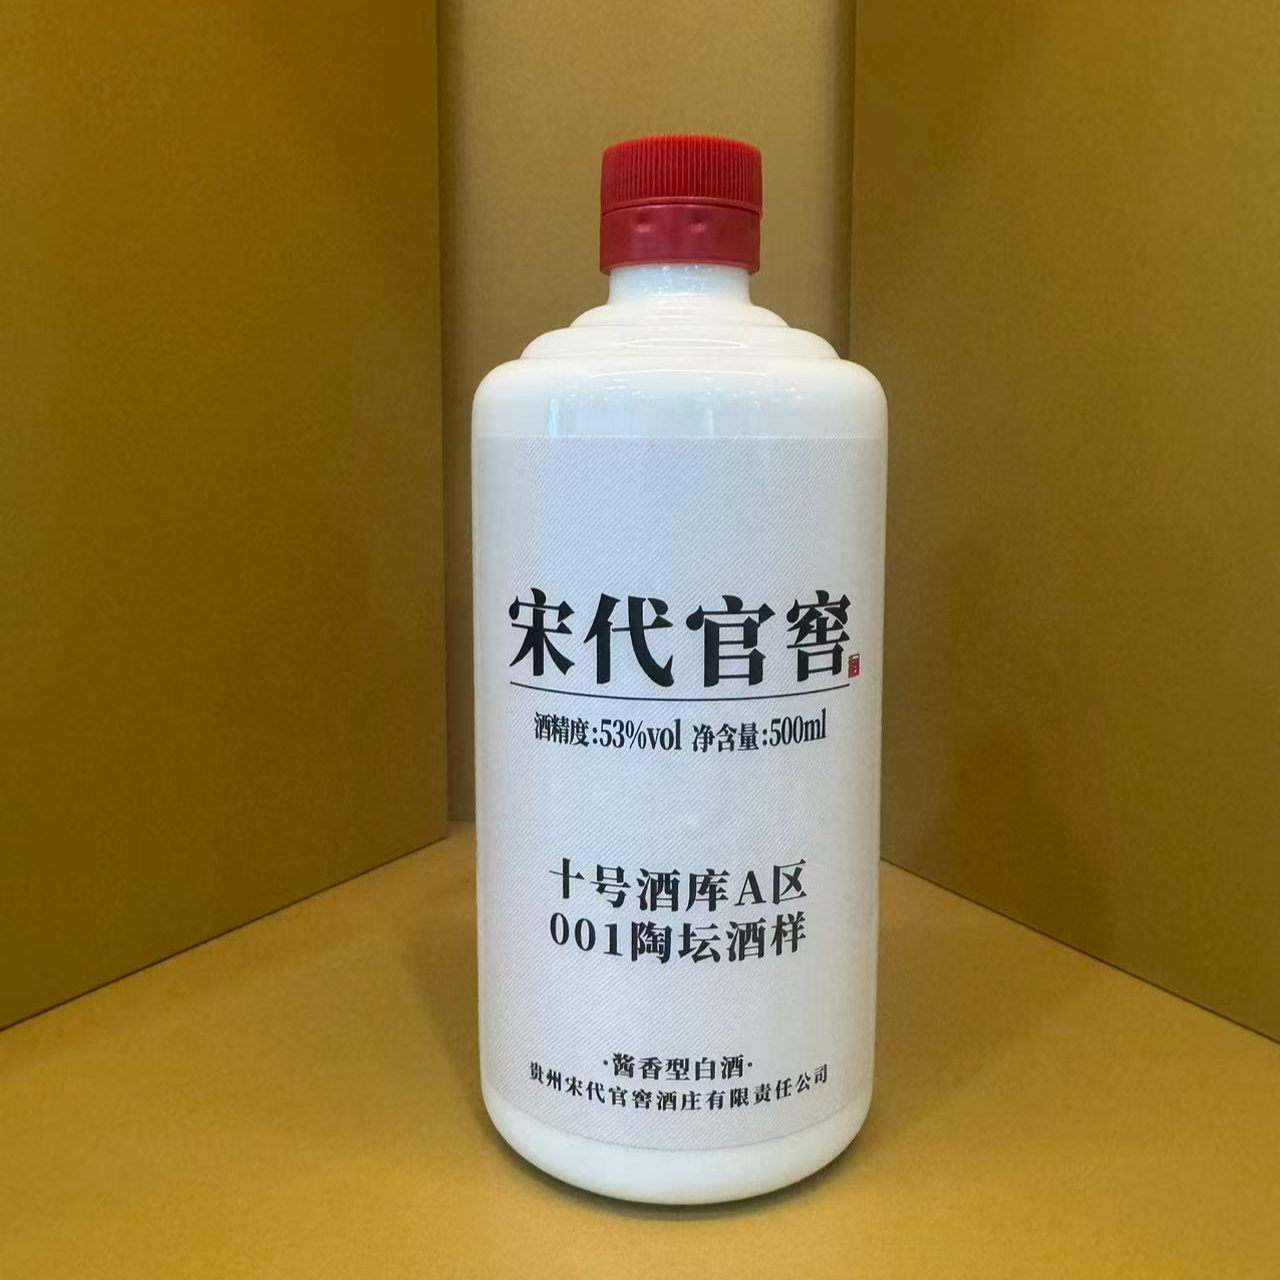 宋代官窖
酒精度:53%vol 净含量:500ml
十号酒库A区
001陶坛酒样
·酱香型白酒·
贵州宋代官窖酒庄有限责任公司